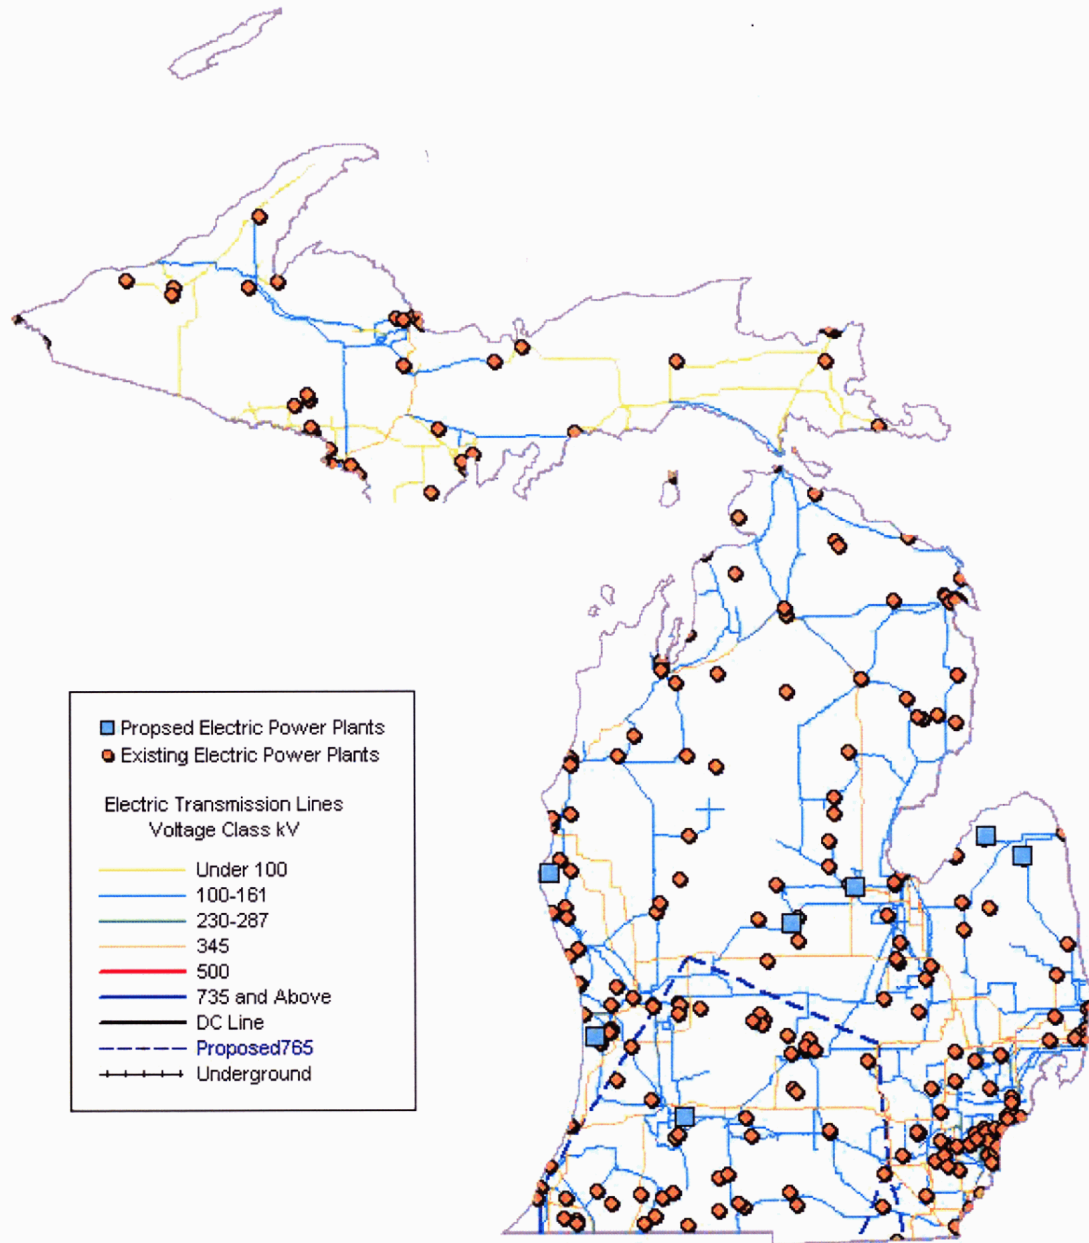 Propsed Electric Power Plants
Existing Electric Power Plants
Electric Transmission Lines
Voltage Class kV
Under 100
100-161
230-287
345
500
735 and Above
DC Line
Proposed765
Underground